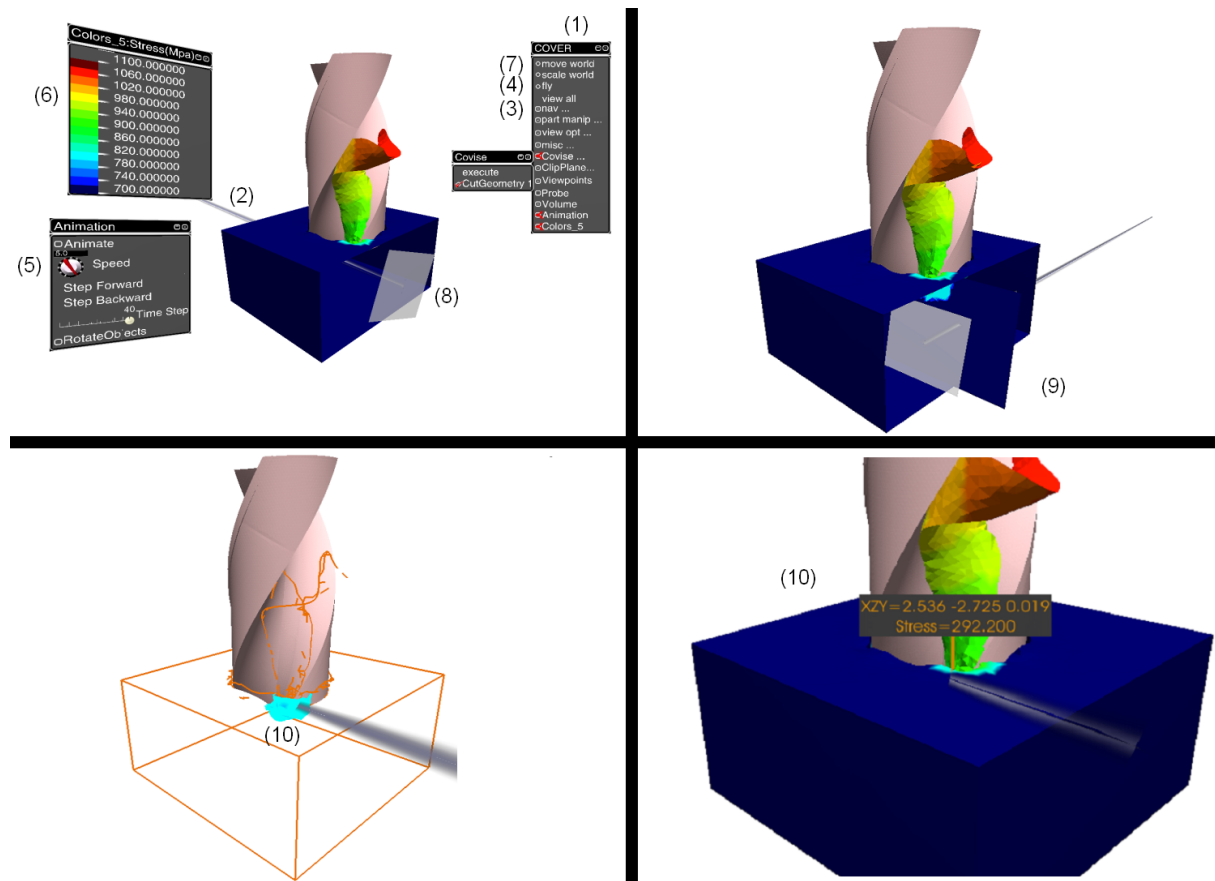 (1)
Colors_5:Stress(Mpa)
1100.000000
1060.000000
1020.000000
980.000000
940.000000
900.000000
860.000000
820.000000
780.000000
740.000000
700.000000
(6)
(2)
Animation
Animate
5.0
Speed
Step Forward
Step Backward
40
Time Step
RotateObjects
(5)
Covise
execute
CutGeometry 1
COVER
move world
scale world
fly
view all
nav ...
part manip ...
view opt ...
misc ...
Covise ...
ClipPlane...
Viewpoints
Probe
Volume
Animation
Colors_5
(7)
(4)
(3)
(8)
(9)
(10)
(10)
XZY=2.536 -2.725 0.019
Stress=292.200